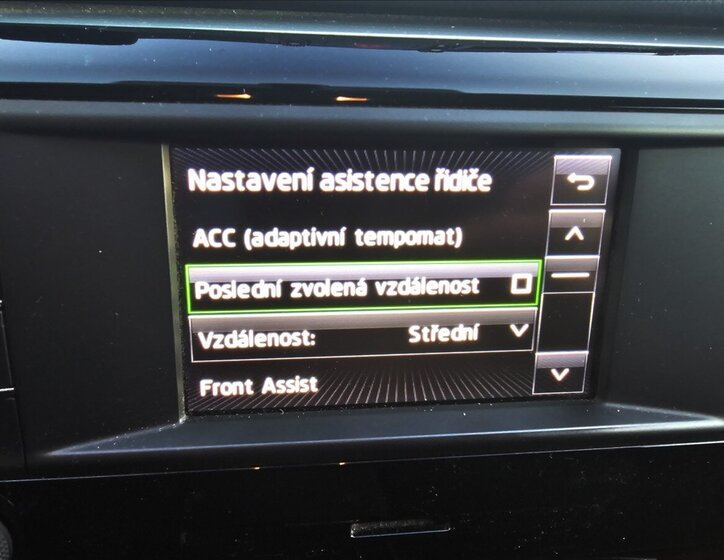 Nastavení asistence řidiče
ACC (adaptivní tempomat)
Poslední zvolená vzdálenost
Vzdálenost: Střední
Front Assist